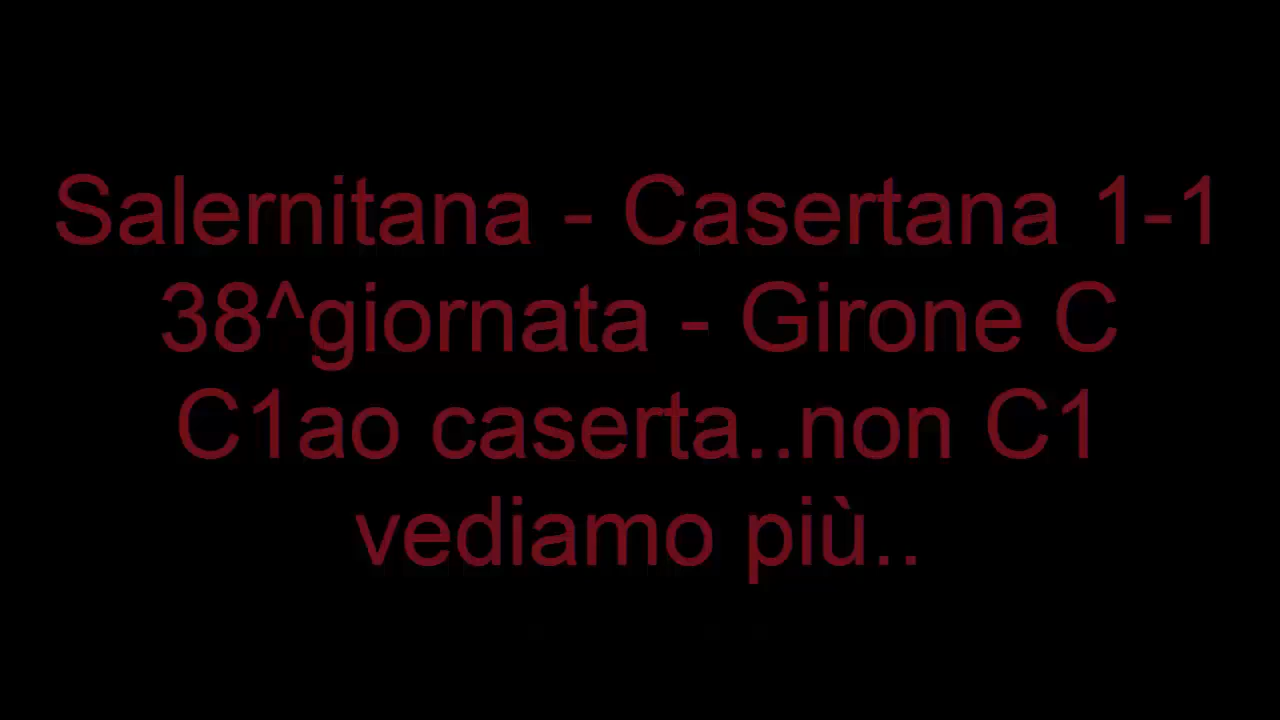 Salernitana - Casertana 1-1
38^giornata - Girone C
C1ao caserta..non C1
vediamo più..